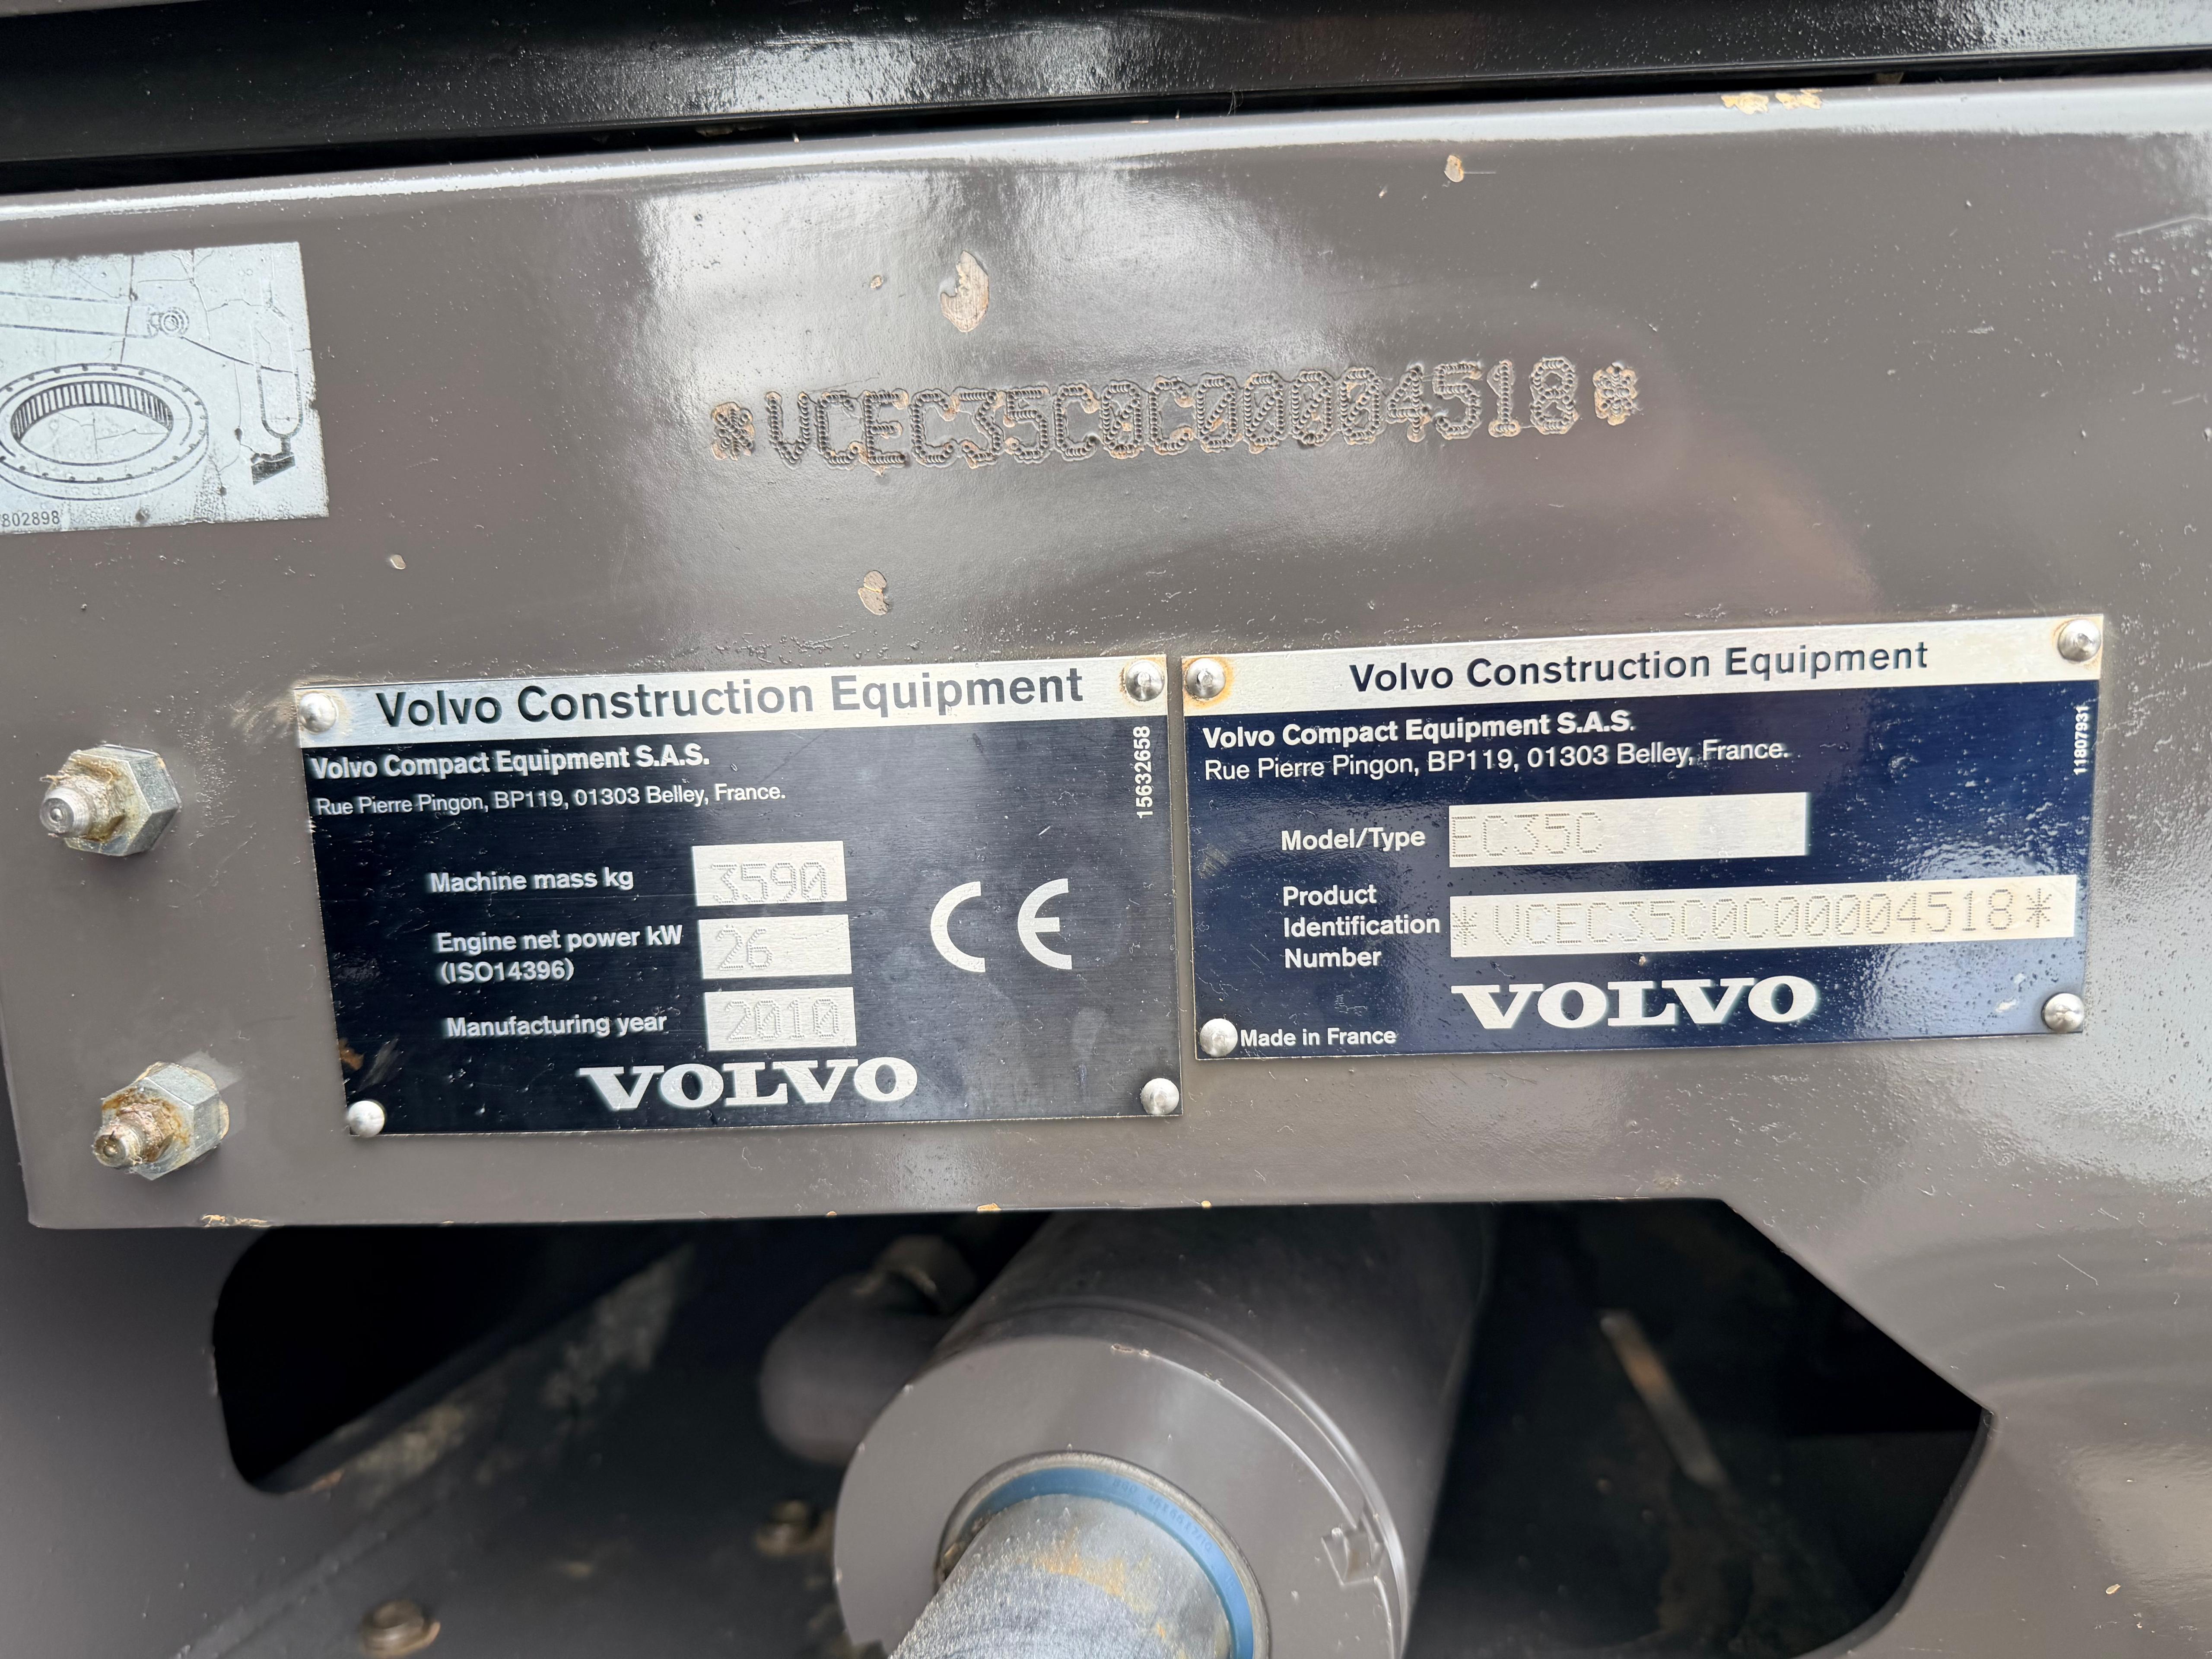 *VCEC35C0C00004518*
802898
Volvo Construction Equipment
Volvo Compact Equipment S.A.S.
Rue Pierre Pingon, BP119, 01303 Belley, France.
15632658
Machine mass kg 3590
Engine net power kW 26
(ISO14396)
Manufacturing year 2010
CE
VOLVO
Volvo Construction Equipment
Volvo Compact Equipment S.A.S.
Rue Pierre Pingon, BP119, 01303 Belley, France.
11807931
Model/Type EC35C
Product
Identification *VCEC35C0C00004518*
Number
VOLVO
Made in France